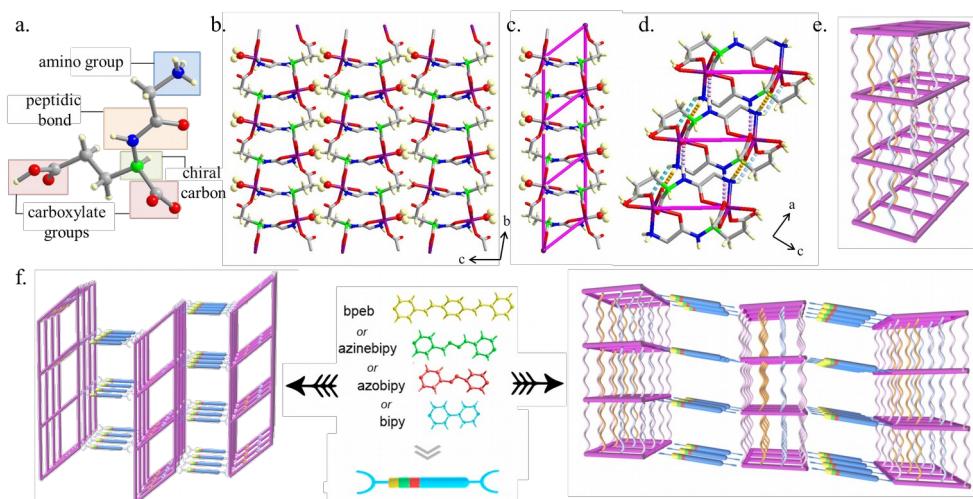 a.
amino group
peptidic
bond
chiral
carbon
carboxylate
groups
b.
b
c
c.
d.
a
c
e.
f.
bpeb
or
azinebipy
or
azobipy
or
bipy